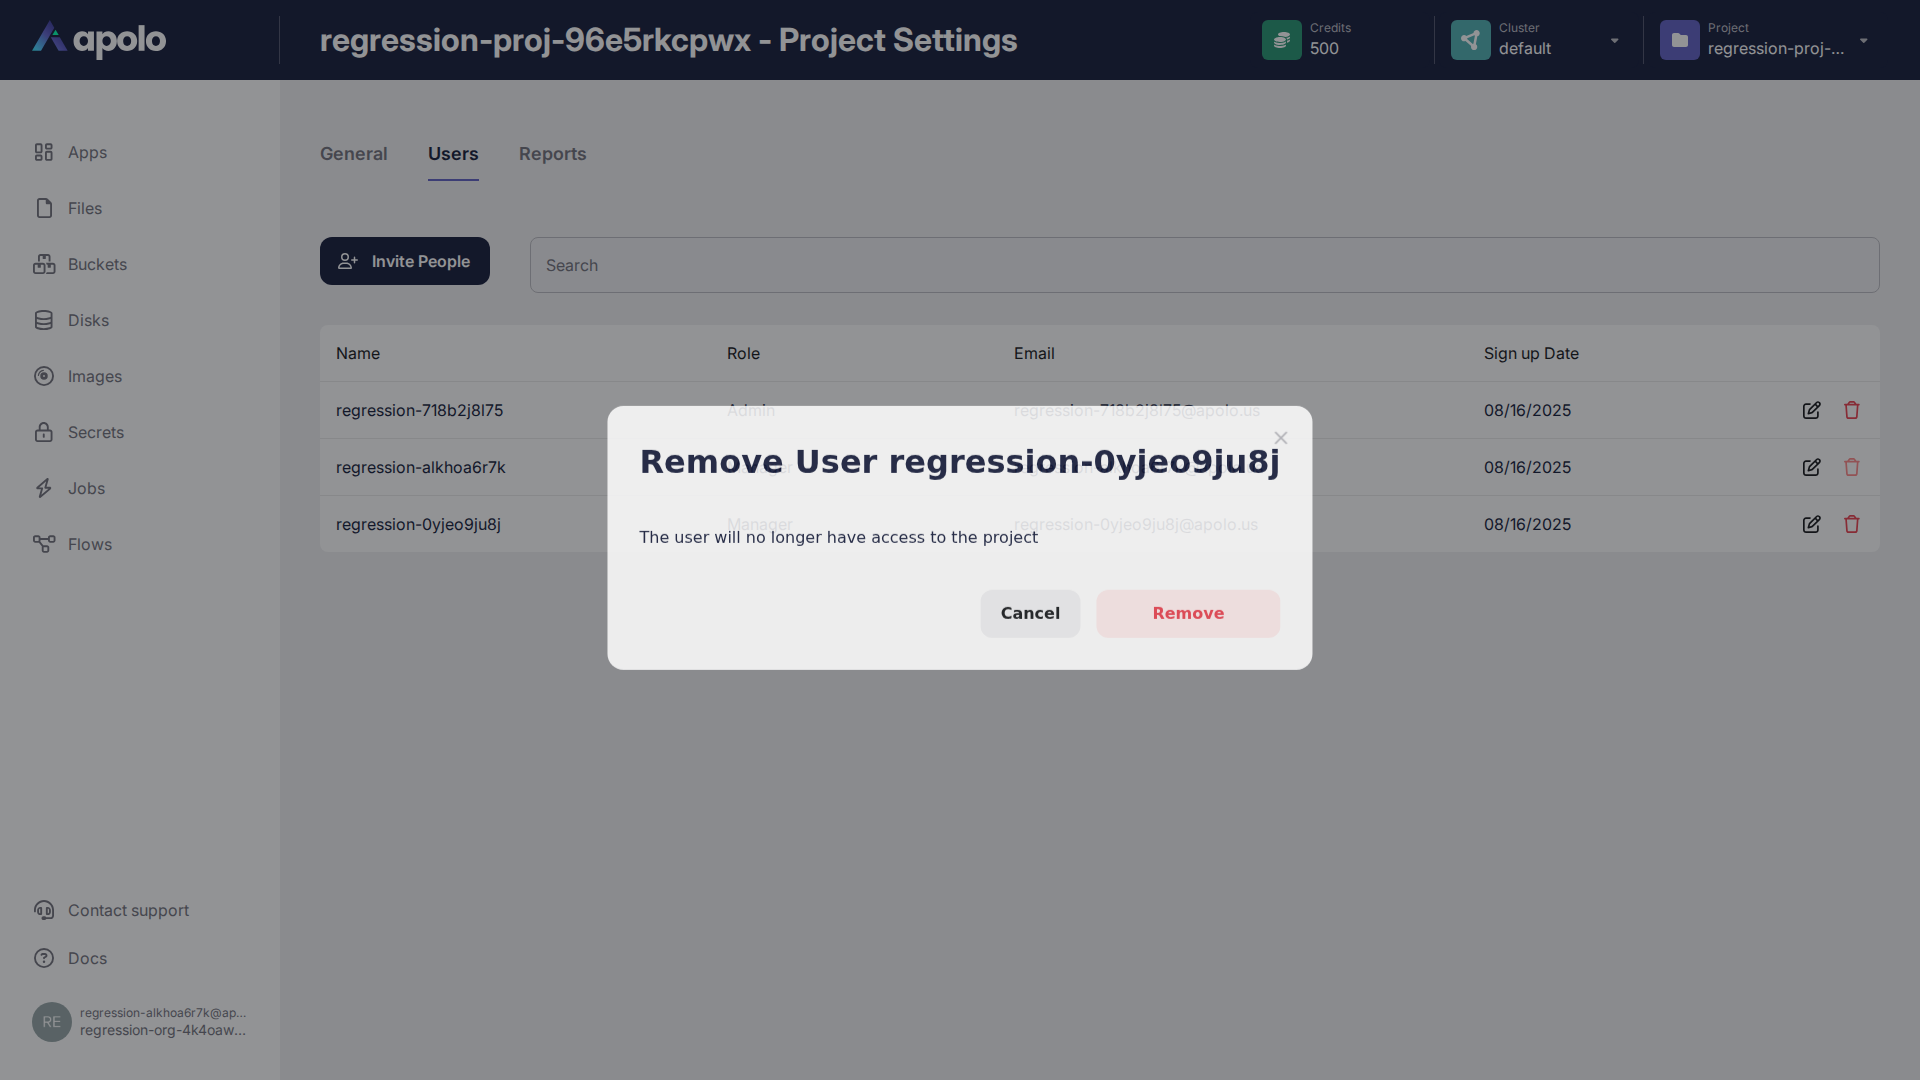 apolo
regression-proj-96e5rkcpwx - Project Settings
Credits
500
Cluster
default
Project
regression-proj-...
Apps
Files
Buckets
Disks
Images
Secrets
Jobs
Flows
General Users Reports
Invite People
Search
Name Role Email Sign up Date
regression-718b2j8l75 Admin regression-718b2j8l75@apolo.us 08/16/2025
regression-alkhoa6r7k 08/16/2025
regression-0yjeo9ju8j Manager regression-0yjeo9ju8j@apolo.us 08/16/2025
Remove User regression-0yjeo9ju8j
The user will no longer have access to the project
Cancel Remove
Contact support
Docs
RE
regression-alkhoa6r7k@ap...
regression-org-4k4oaw...